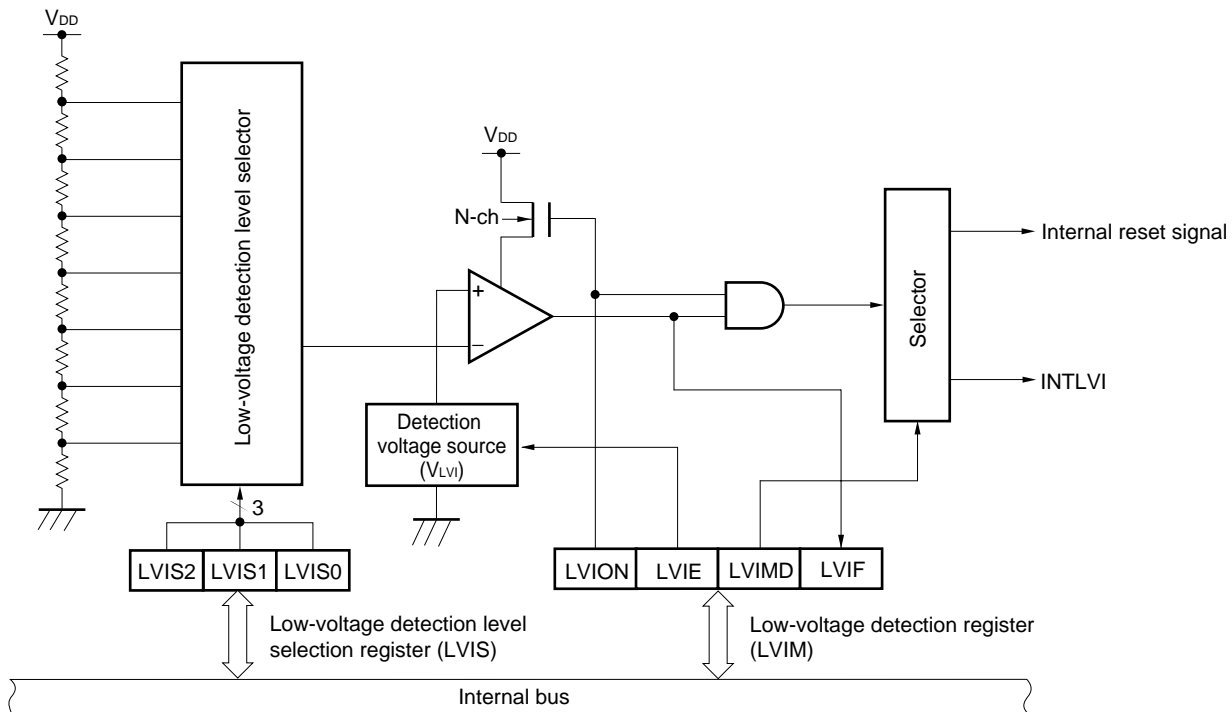 VDD
Low-voltage detection level selector
VDD
N-ch
+
−
Detection
voltage source
(VLVI)
Selector
Internal reset signal
INTLVI
3
LVIS2
LVIS1
LVIS0
LVION
LVIE
LVIMD
LVIF
Low-voltage detection level
selection register (LVIS)
Low-voltage detection register
(LVIM)
Internal bus